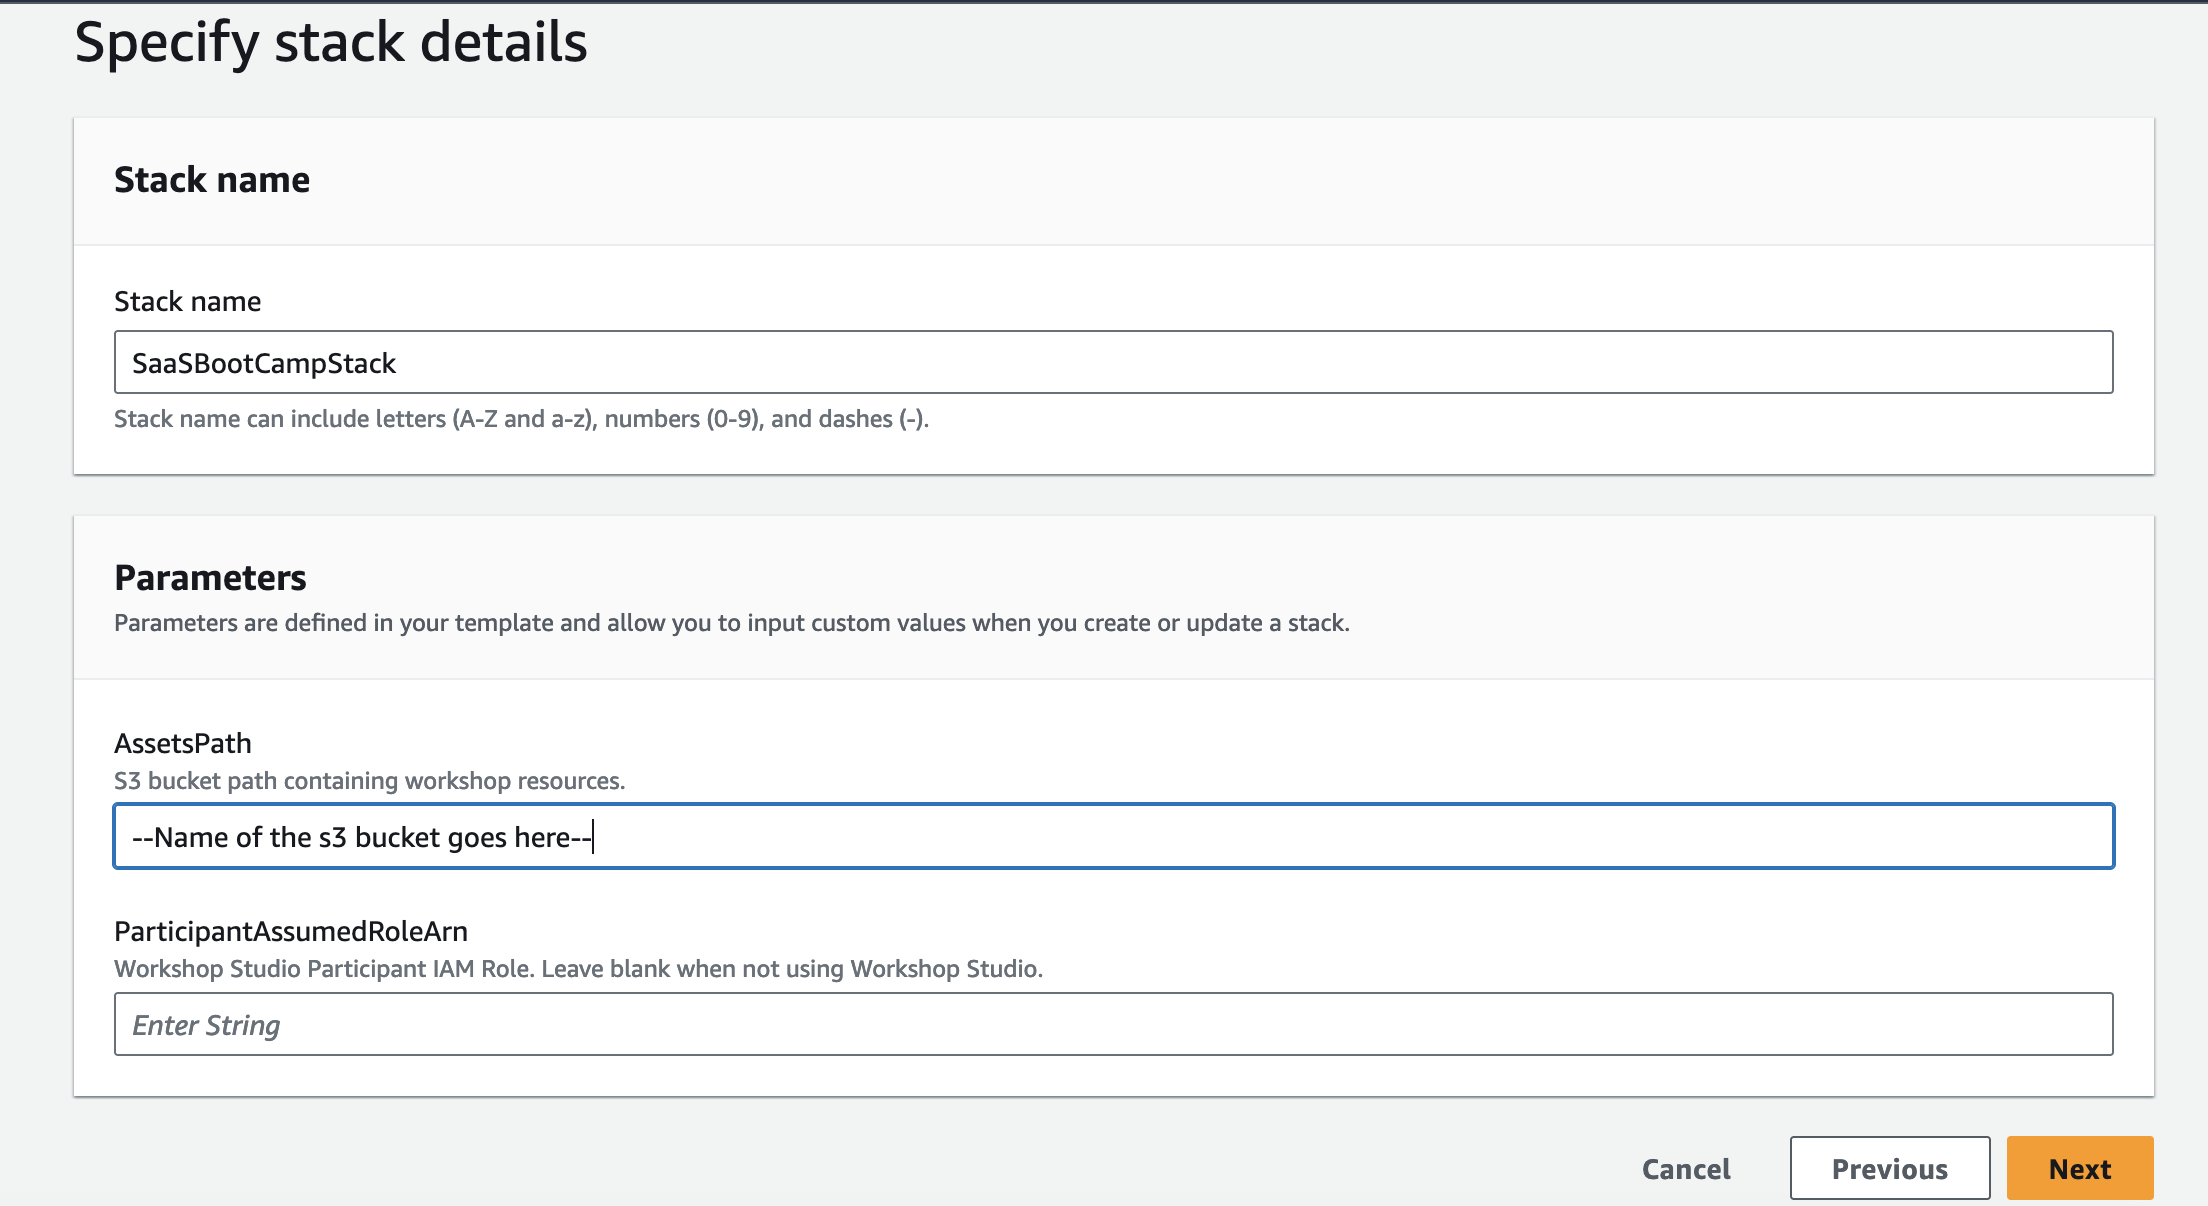 Specify stack details
Stack name
Stack name
SaaSBootCampStack
Stack name can include letters (A-Z and a-z), numbers (0-9), and dashes (-).
Parameters
Parameters are defined in your template and allow you to input custom values when you create or update a stack.
AssetsPath
S3 bucket path containing workshop resources.
--Name of the s3 bucket goes here--
ParticipantAssumedRoleArn
Workshop Studio Participant IAM Role. Leave blank when not using Workshop Studio.
Enter String
Cancel Previous Next